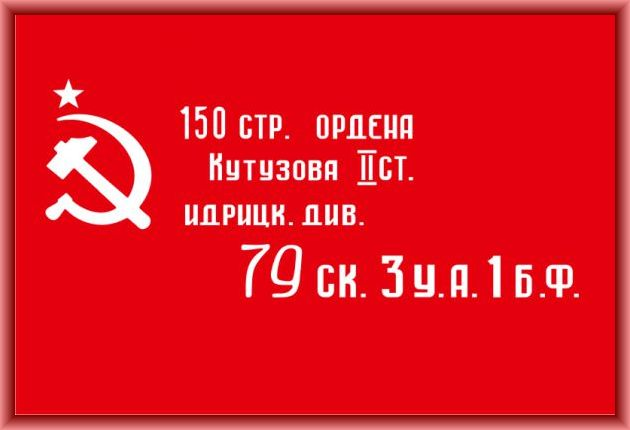 150 СТР. ОРДЕНА
КУТУЗОВА II СТ.
ИДРИЦК. ДИВ.
79 СК. 3 У.А. 1 Б.Ф.